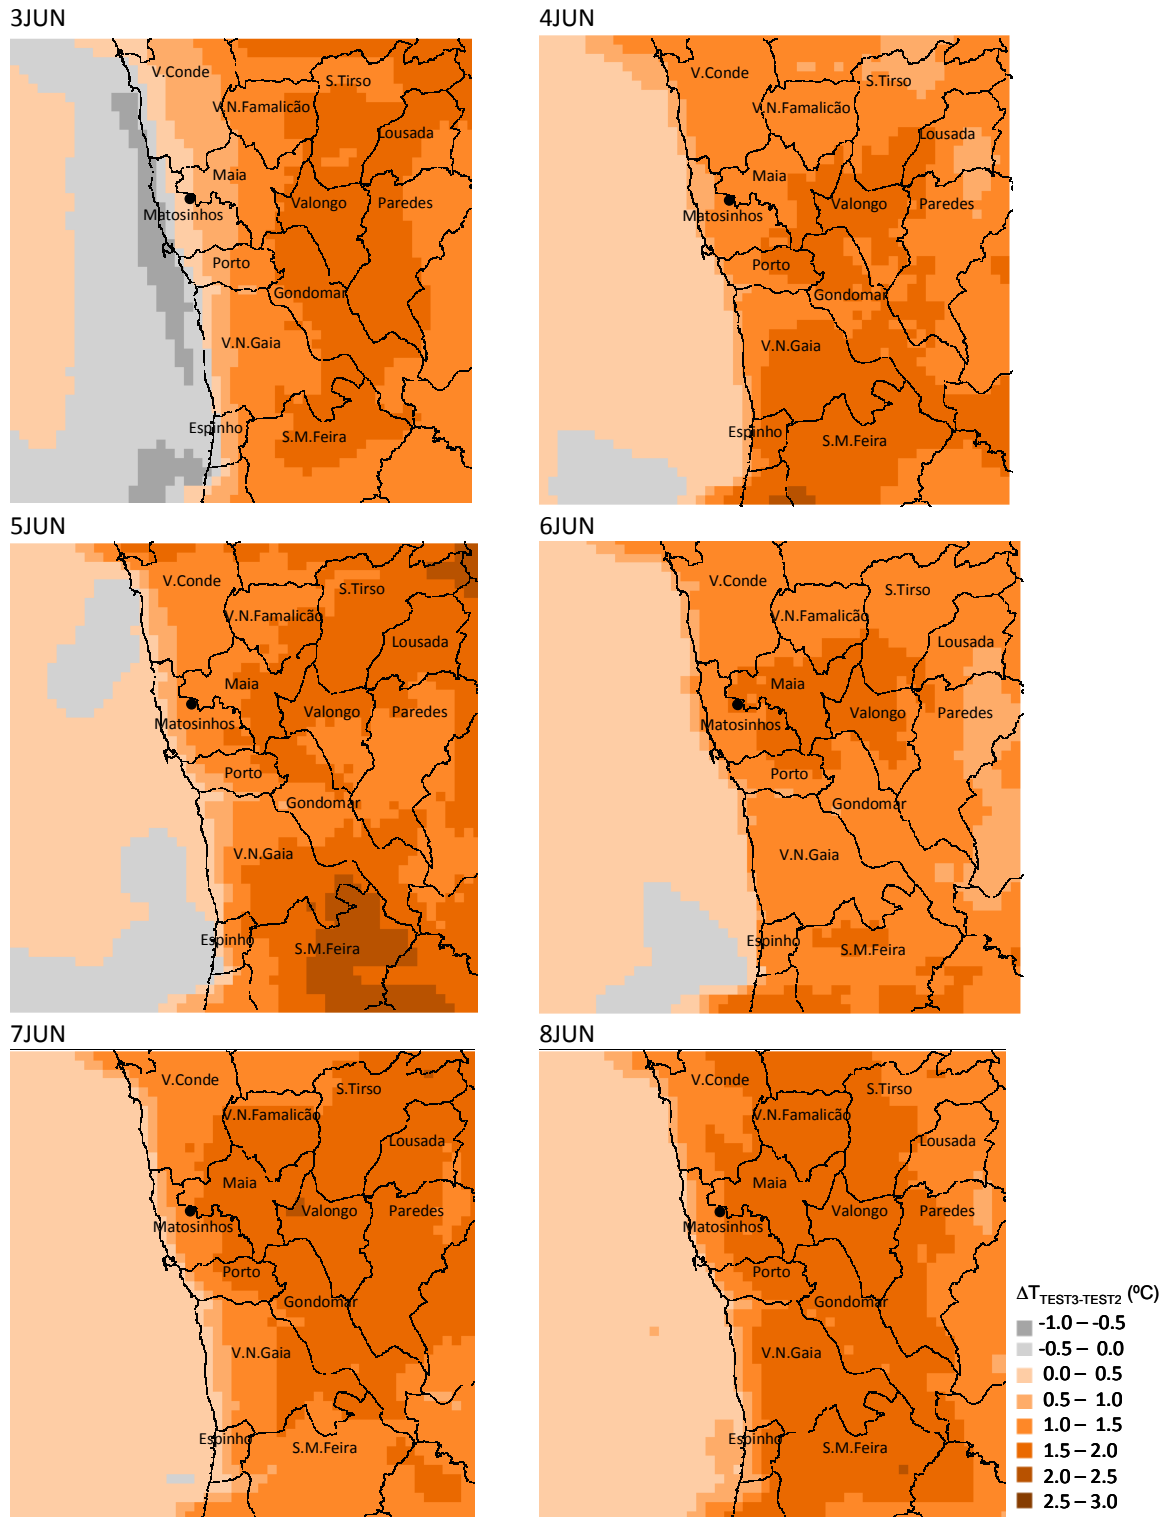 3JUN
V.Conde
S.Tirso
V.N.Famalicão
Lousada
Maia
Valongo
Paredes
Matosinhos
Porto
Gondomar
V.N.Gaia
Espinho
S.M.Feira
4JUN
V.Conde
S.Tirso
V.N.Famalicão
Lousada
Maia
Valongo
Paredes
Matosinhos
Porto
Gondomar
V.N.Gaia
Espinho
S.M.Feira
5JUN
V.Conde
S.Tirso
V.N.Famalicão
Lousada
Maia
Valongo
Paredes
Matosinhos
Porto
Gondomar
V.N.Gaia
Espinho
S.M.Feira
6JUN
V.Conde
S.Tirso
V.N.Famalicão
Lousada
Maia
Valongo
Paredes
Matosinhos
Porto
Gondomar
V.N.Gaia
Espinho
S.M.Feira
7JUN
V.Conde
S.Tirso
V.N.Famalicão
Lousada
Maia
Valongo
Paredes
Matosinhos
Porto
Gondomar
V.N.Gaia
Espinho
S.M.Feira
8JUN
V.Conde
S.Tirso
V.N.Famalicão
Lousada
Maia
Valongo
Paredes
Matosinhos
Porto
Gondomar
V.N.Gaia
Espinho
S.M.Feira
ΔTTEST3-TEST2 (ºC)
-1.0 – -0.5
-0.5 – 0.0
0.0 – 0.5
0.5 – 1.0
1.0 – 1.5
1.5 – 2.0
2.0 – 2.5
2.5 – 3.0